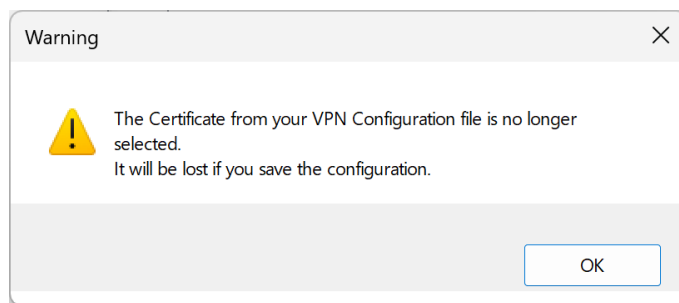 Warning
The Certificate from your VPN Configuration file is no longer
selected.
It will be lost if you save the configuration.
OK